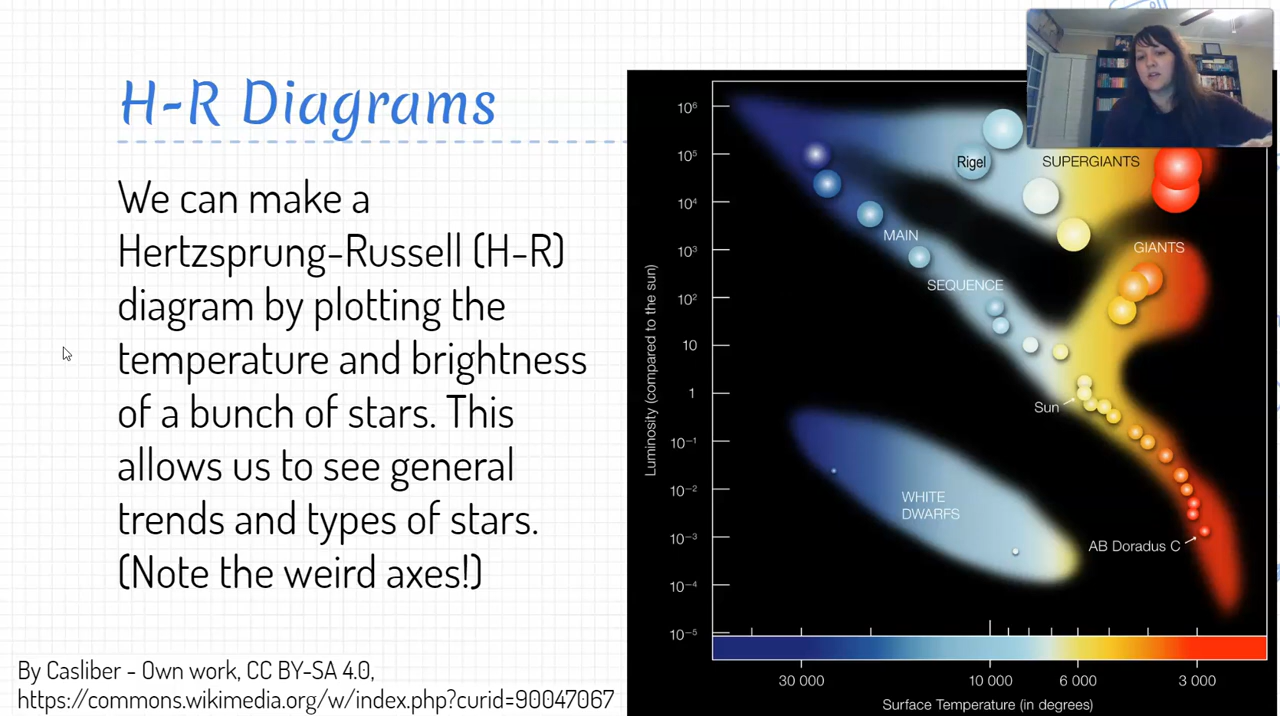 H-R Diagrams
We can make a
Hertzsprung-Russell (H-R)
diagram by plotting the
temperature and brightness
of a bunch of stars. This
allows us to see general
trends and types of stars.
(Note the weird axes!)
By Casliber - Own work, CC BY-SA 4.0,
https://commons.wikimedia.org/w/index.php?curid=90047067
Luminosity (compared to the sun)
10⁶
10⁵
10⁴
10³
10²
10
1
10⁻¹
10⁻²
10⁻³
10⁻⁴
10⁻⁵
Rigel
SUPERGIANTS
MAIN
GIANTS
SEQUENCE
Sun
WHITE
DWARFS
AB Doradus C
30 000 10 000 6 000 3 000
Surface Temperature (in degrees)